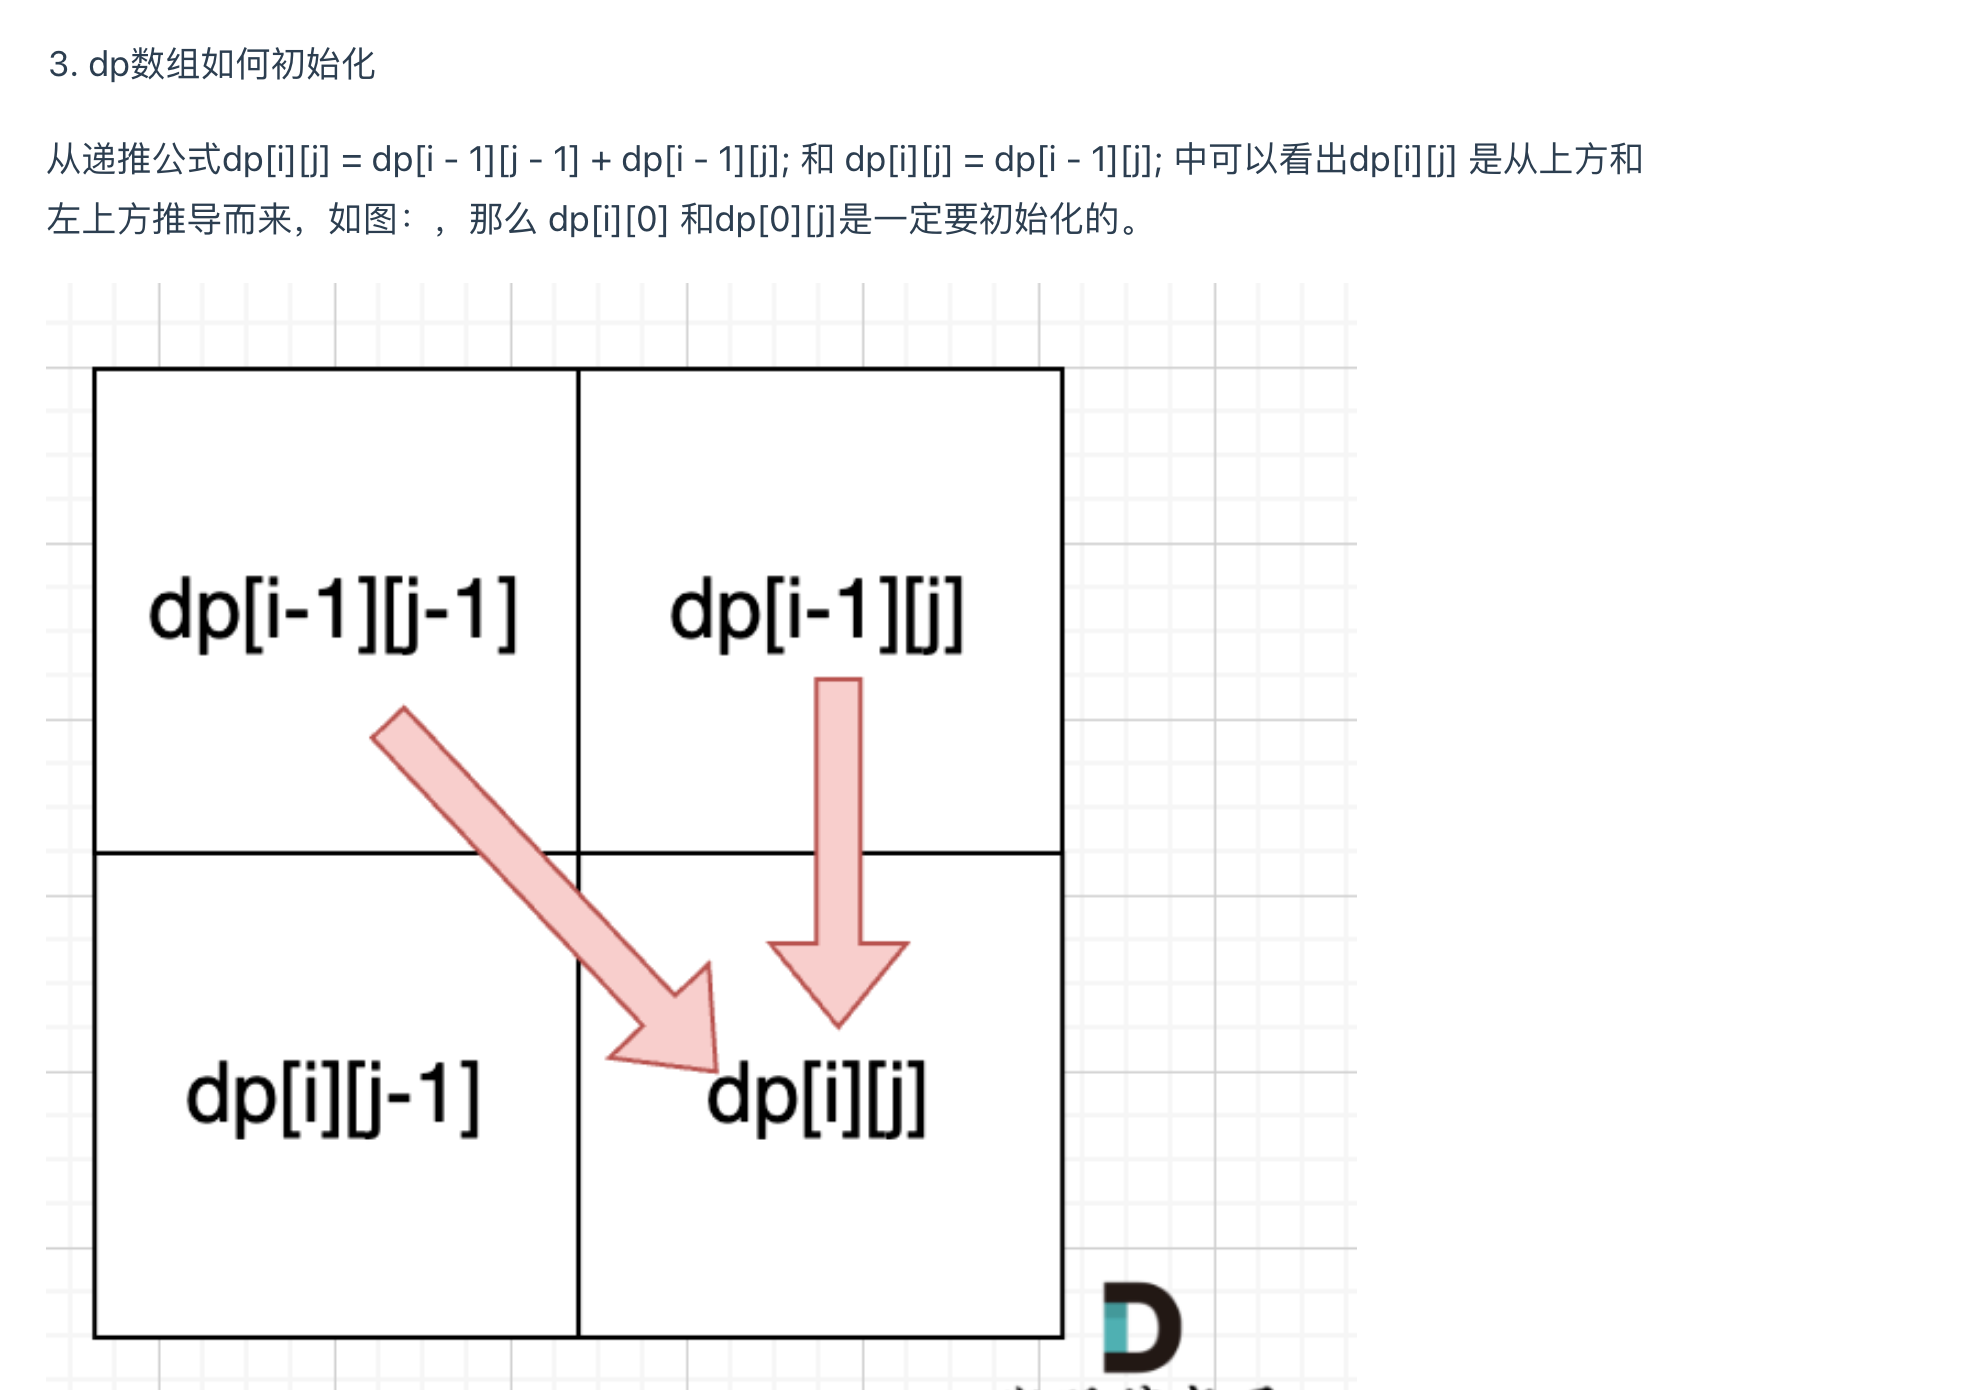 3. dp数组如何初始化
从递推公式dp[i][j] = dp[i - 1][j - 1] + dp[i - 1][j]; 和 dp[i][j] = dp[i - 1][j]; 中可以看出dp[i][j] 是从上方和
左上方推导而来，如图：，那么 dp[i][0] 和dp[0][j]是一定要初始化的。
dp[i-1][j-1]
dp[i-1][j]
dp[i][j-1]
dp[i][j]